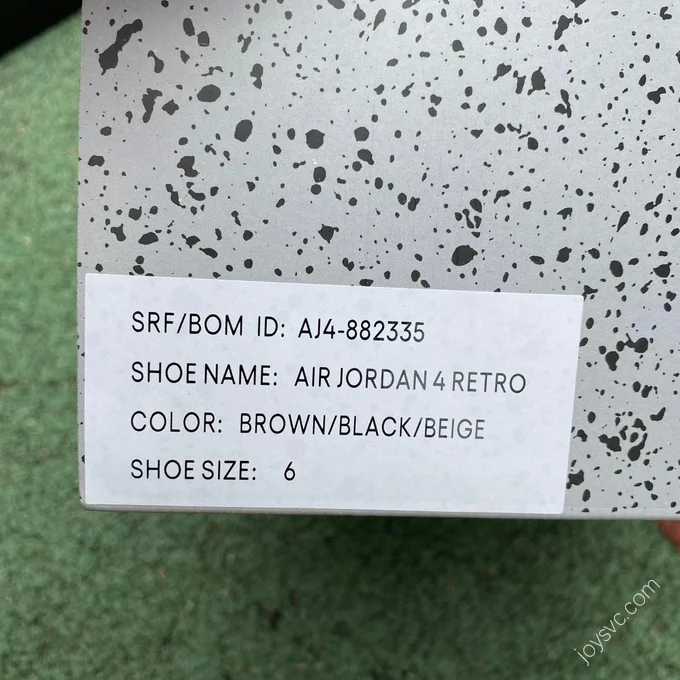 SRF/BOM ID: AJ4-882335
SHOE NAME: AIR JORDAN 4 RETRO
COLOR: BROWN/BLACK/BEIGE
SHOE SIZE: 6
joysvc.com